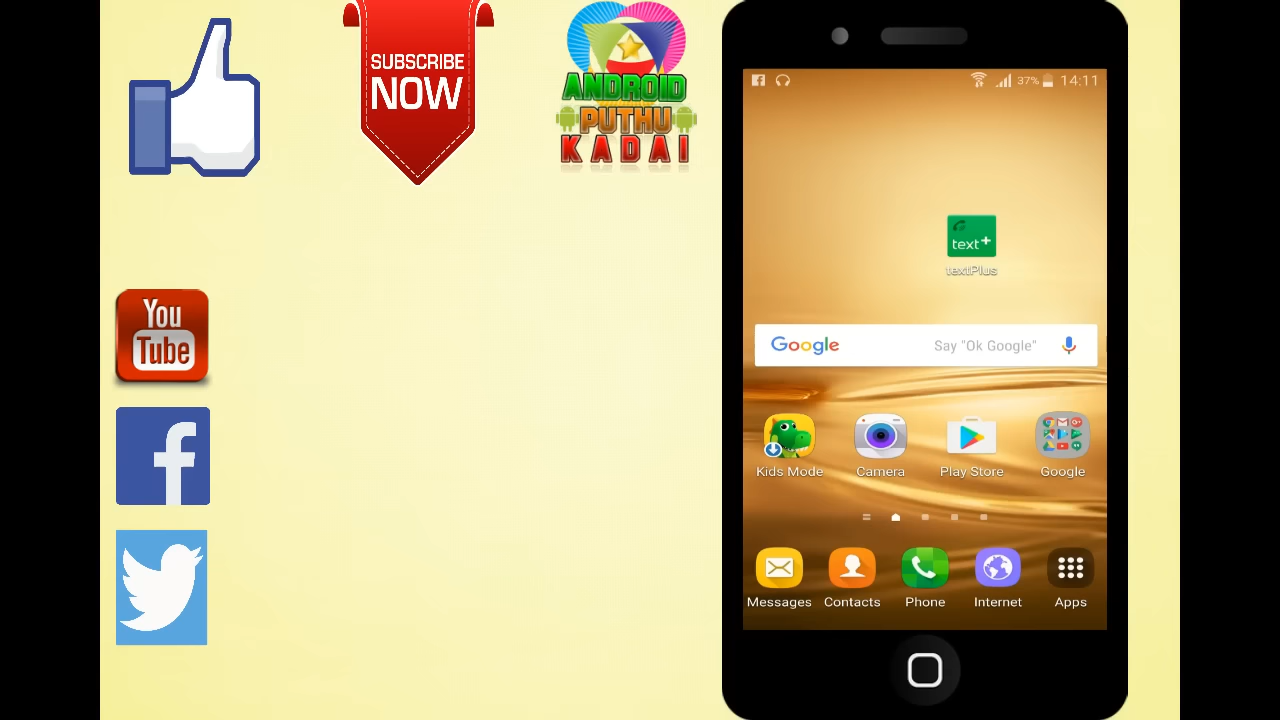 SUBSCRIBE
NOW
ANDROID
PUTHU
KADAI
You
Tube
37% 14:11
text+
textPlus
Google Say "Ok Google"
Kids Mode Camera Play Store Google
Messages Contacts Phone Internet Apps